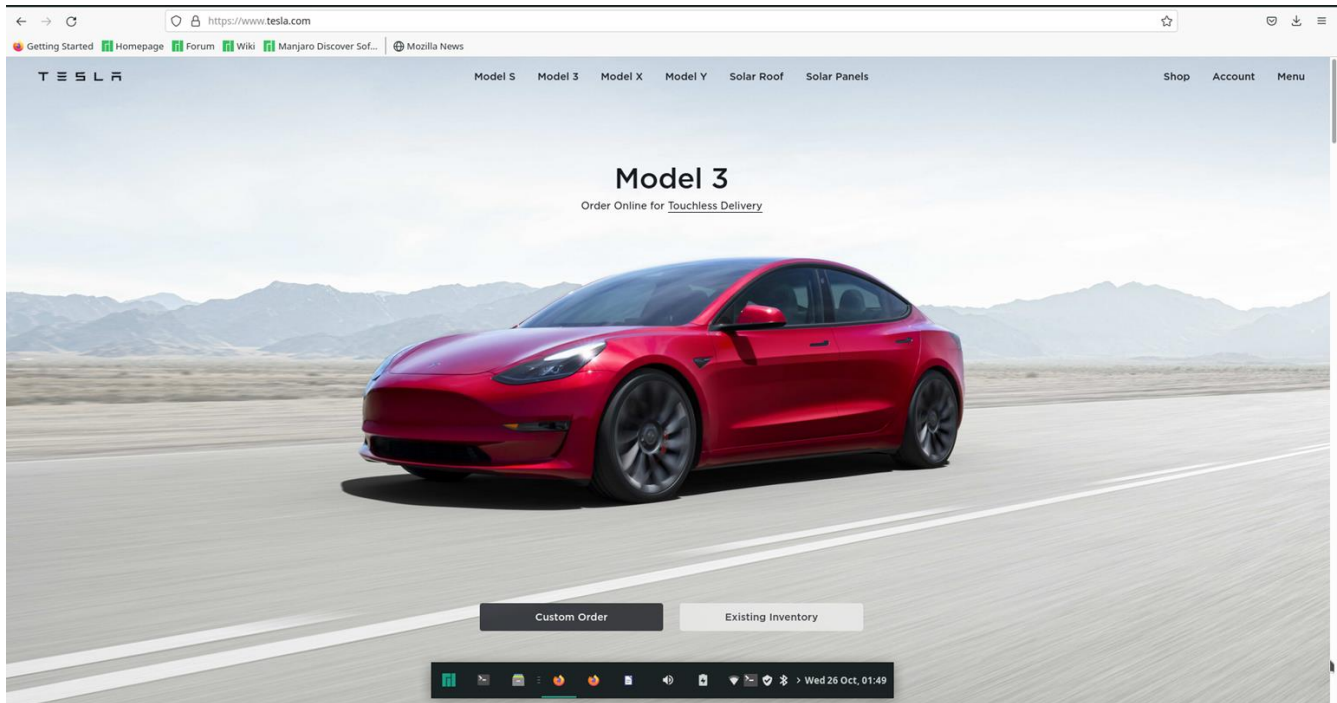 https://www.tesla.com
Getting Started Homepage Forum Wiki Manjaro Discover Sof... Mozilla News
TESLA Model S Model 3 Model X Model Y Solar Roof Solar Panels Shop Account Menu
Model 3
Order Online for Touchless Delivery
Custom Order Existing Inventory
Wed 26 Oct, 01:49